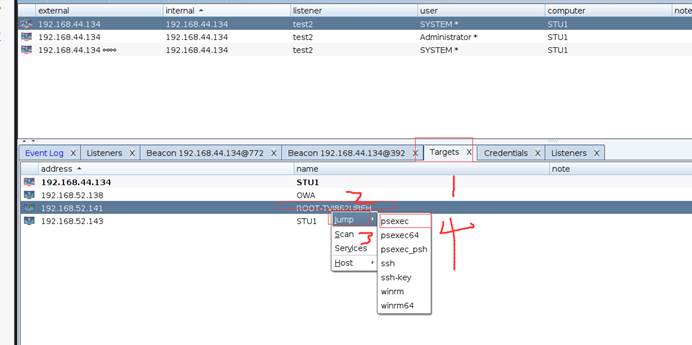 external internal listener user computer note
192.168.44.134 192.168.44.134 test2 SYSTEM * STU1
192.168.44.134 192.168.44.134 test2 Administrator * STU1
192.168.44.134 192.168.44.134 test2 SYSTEM * STU1
Event Log X Listeners X Beacon 192.168.44.134@772 X Beacon 192.168.44.134@392 X Targets X Credentials X Listeners X
address name note
192.168.44.134 STU1
1
192.168.52.138 OWA
2
192.168.52.141
192.168.52.143 STU1
Jump psexec
Scan psexec64
3
4
Services psexec_psh
Host ssh
ssh-key
winrm
winrm64